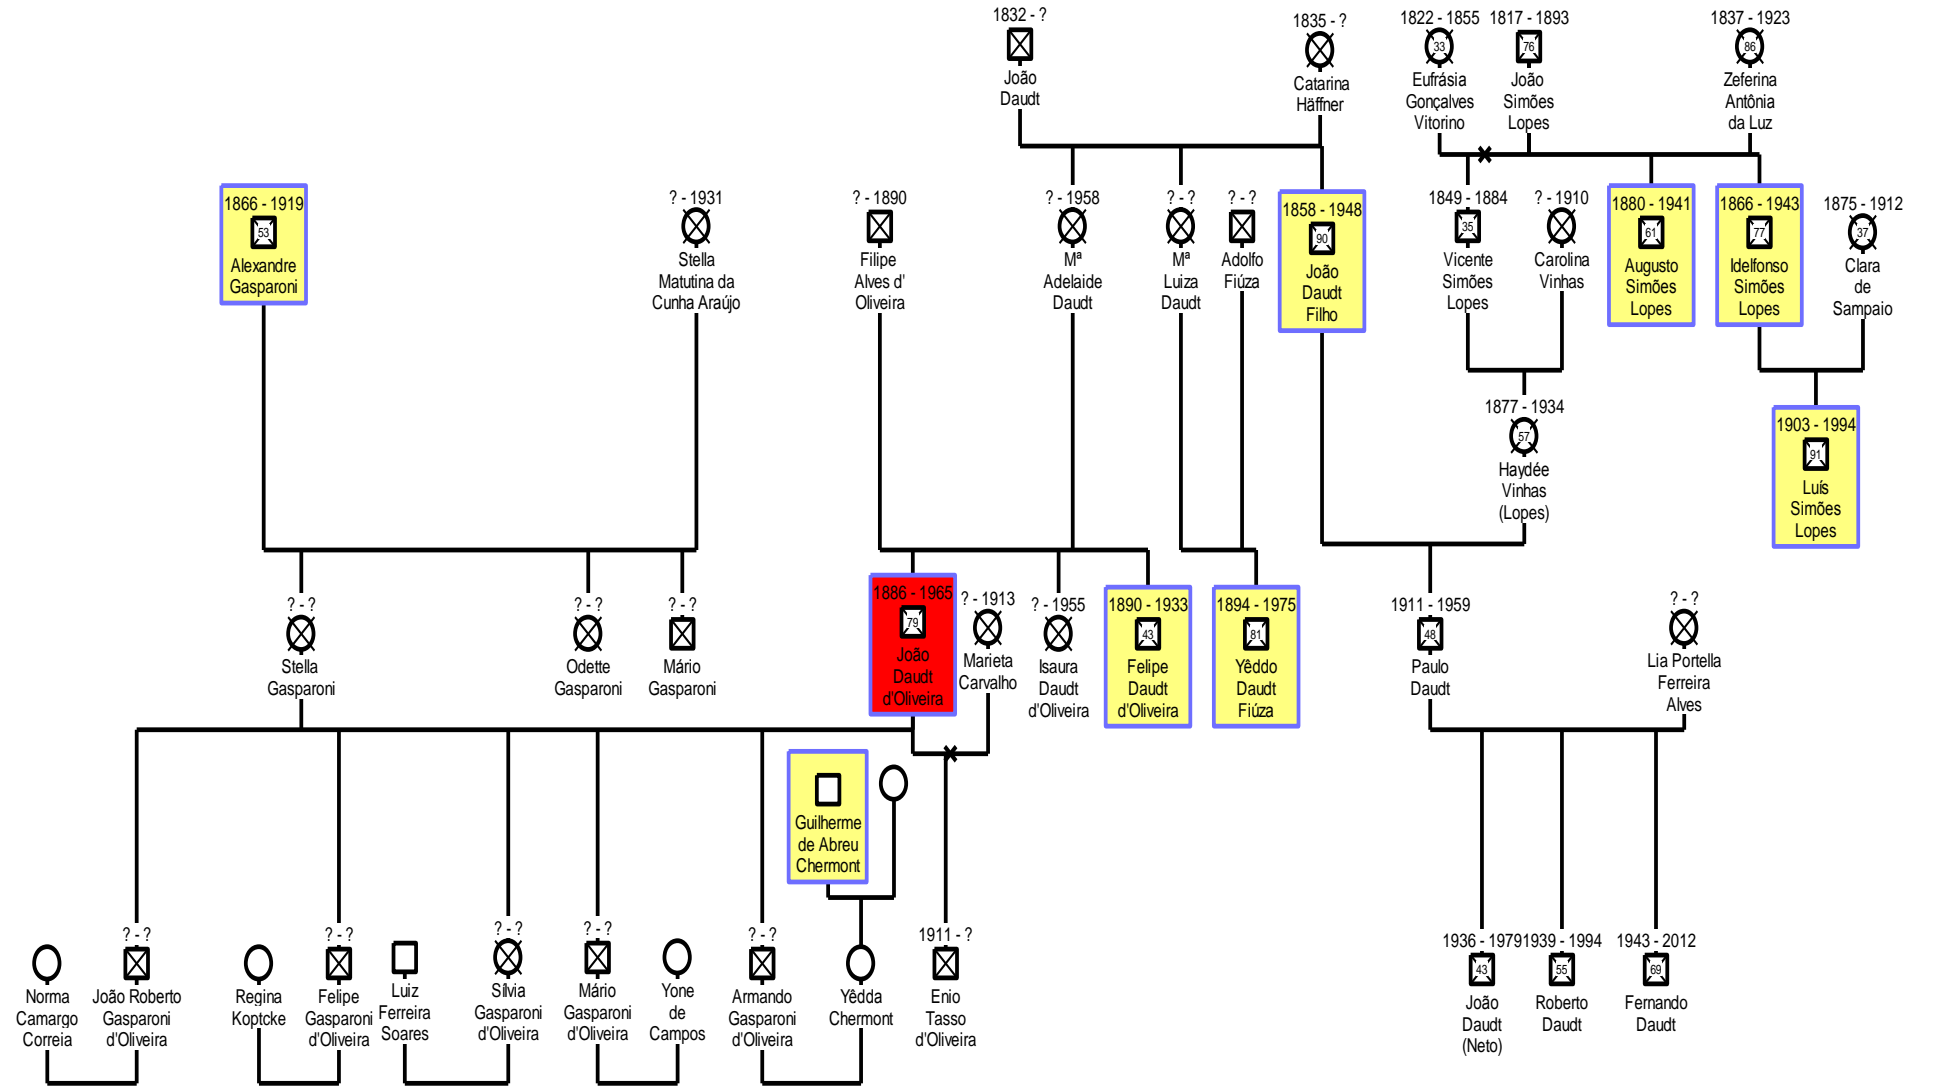 1832 - ?
João
Daudt
1835 - ?
Catarina
Häffner
1822 - 1855
33
Eufrásia
Gonçalves
Vitorino
1817 - 1893
76
João
Simões
Lopes
1837 - 1923
86
Zeferina
Antônia
da Luz
1866 - 1919
53
Alexandre
Gasparoni
? - 1931
Stella
Matutina da
Cunha Araújo
? - 1890
Filipe
Alves d'
Oliveira
? - 1958
Mª
Adelaide
Daudt
? - ?
Mª
Luiza
Daudt
? - ?
Adolfo
Fiúza
1858 - 1948
90
João
Daudt
Filho
1849 - 1884
35
Vicente
Simões
Lopes
? - 1910
Carolina
Vinhas
1880 - 1941
61
Augusto
Simões
Lopes
1866 - 1943
77
Idelfonso
Simões
Lopes
1875 - 1912
37
Clara
de
Sampaio
1877 - 1934
57
Haydée
Vinhas
(Lopes)
1903 - 1994
91
Luís
Simões
Lopes
? - ?
Stella
Gasparoni
? - ?
Odette
Gasparoni
? - ?
Mário
Gasparoni
1886 - 1965
79
João
Daudt
d'Oliveira
? - 1913
Marieta
Carvalho
? - 1955
Isaura
Daudt
d'Oliveira
1890 - 1933
43
Felipe
Daudt
d'Oliveira
1894 - 1975
81
Yêddo
Daudt
Fiúza
1911 - 1959
48
Paulo
Daudt
? - ?
Lia Portella
Ferreira
Alves
Guilherme
de Abreu
Chermont
Norma
Camargo
Correia
? - ?
João Roberto
Gasparoni
d'Oliveira
Regina
Koptcke
? - ?
Felipe
Gasparoni
d'Oliveira
Luiz
Ferreira
Soares
? - ?
Sílvia
Gasparoni
d'Oliveira
? - ?
Mário
Gasparoni
d'Oliveira
Yone
de
Campos
? - ?
Armando
Gasparoni
d'Oliveira
Yêdda
Chermont
1911 - ?
Enio
Tasso
d'Oliveira
1936 - 1979
43
João
Daudt
(Neto)
1939 - 1994
55
Roberto
Daudt
1943 - 2012
69
Fernando
Daudt